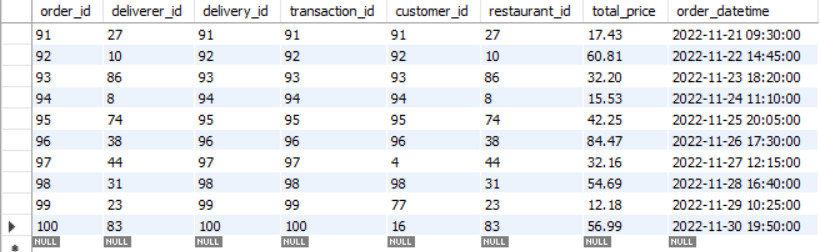 order_id deliverer_id delivery_id transaction_id customer_id restaurant_id total_price order_datetime
91 27 91 91 91 27 17.43 2022-11-21 09:30:00
92 10 92 92 92 10 60.81 2022-11-22 14:45:00
93 86 93 93 93 86 32.20 2022-11-23 18:20:00
94 8 94 94 94 8 15.53 2022-11-24 11:10:00
95 74 95 95 95 74 42.25 2022-11-25 20:05:00
96 38 96 96 96 38 84.47 2022-11-26 17:30:00
97 44 97 97 4 44 32.16 2022-11-27 12:15:00
98 31 98 98 98 31 54.69 2022-11-28 16:40:00
99 23 99 99 77 23 12.18 2022-11-29 10:25:00
100 83 100 100 16 83 56.99 2022-11-30 19:50:00
NULL NULL NULL NULL NULL NULL NULL NULL